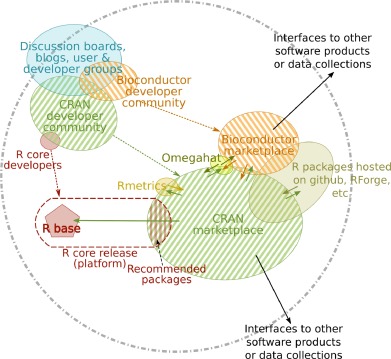 Interfaces to other
software products
or data collections
Discussion boards,
blogs, user &
developer groups
Bioconductor
developer
community
CRAN
developer
community
Bioconductor
marketplace
Omegahat
R core
developers
R packages hosted
on github, RForge,
etc.
Rmetrics
CRAN
marketplace
R base
R core release
(platform)
Recommended
packages
Interfaces to other
software products
or data collections